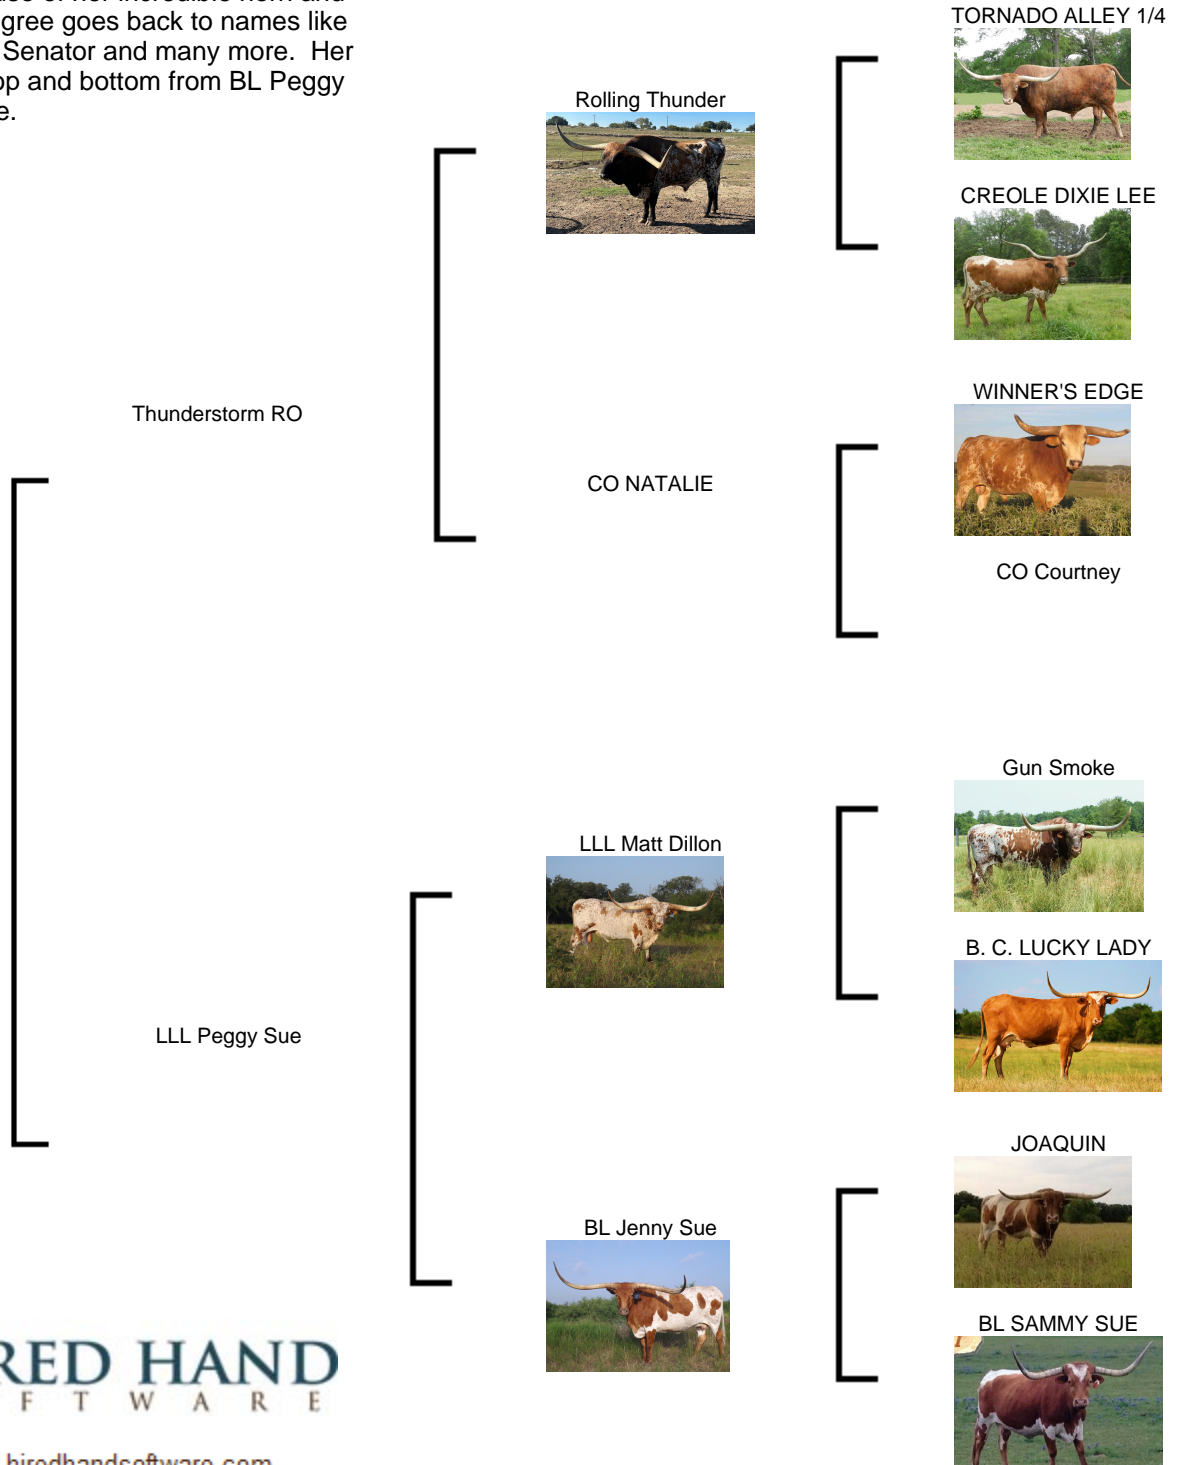 gree goes back to names like
Senator and many more.  Her
op and bottom from BL Peggy
TORNADO ALLEY 1/4
Rolling Thunder
CREOLE DIXIE LEE
WINNER'S EDGE
Thunderstorm RO
CO NATALIE
CO Courtney
Gun Smoke
LLL Matt Dillon
B. C. LUCKY LADY
LLL Peggy Sue
JOAQUIN
BL Jenny Sue
BL SAMMY SUE
RED HAND
F T W A R E
hiredhandsoftware.com